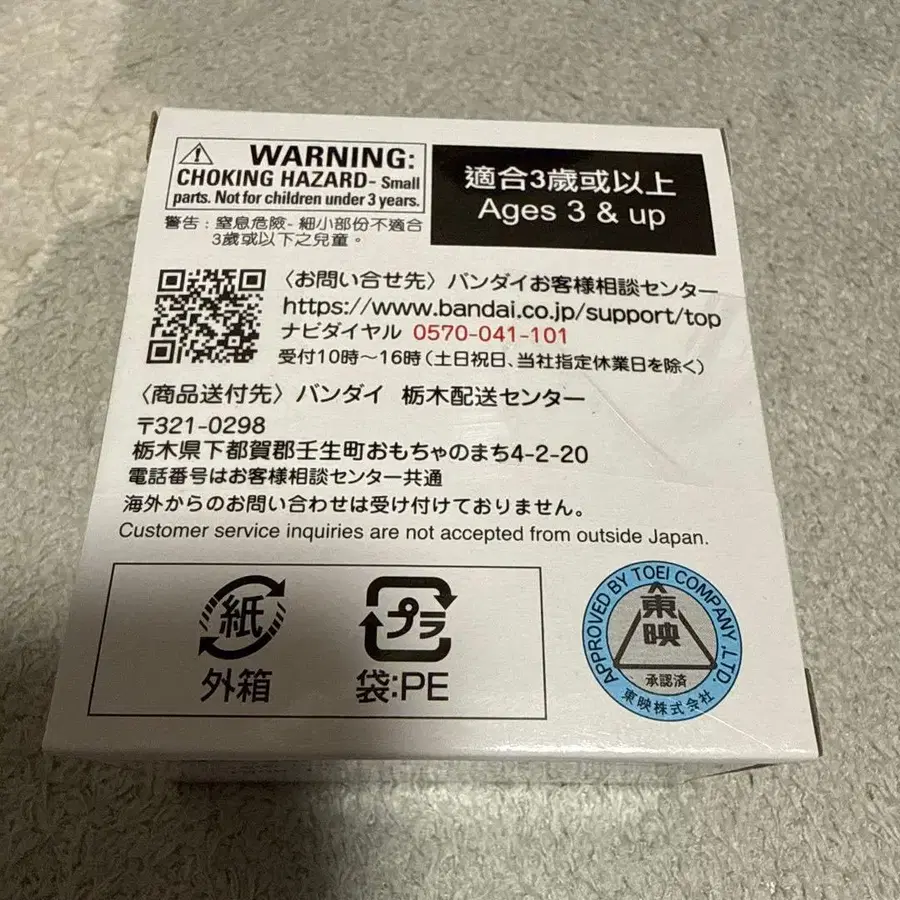 WARNING:
CHOKING HAZARD- Small
parts. Not for children under 3 years.
警告：窒息危險- 細小部份不適合
3歲或以下之兒童。
適合3歲或以上
Ages 3 & up
〈お問い合せ先〉バンダイお客様相談センター
https://www.bandai.co.jp/support/top
ナビダイヤル 0570-041-101
受付10時～16時（土日祝日、当社指定休業日を除く）
〈商品送付先〉バンダイ 栃木配送センター
〒321-0298
栃木県下都賀郡壬生町おもちゃのまち4-2-20
電話番号はお客様相談センター共通
海外からのお問い合わせは受け付けておりません。
Customer service inquiries are not accepted from outside Japan.
紙
外箱
プラ
袋:PE
APPROVED BY TOEI COMPANY, LTD.
東映
承認済
東映株式会社